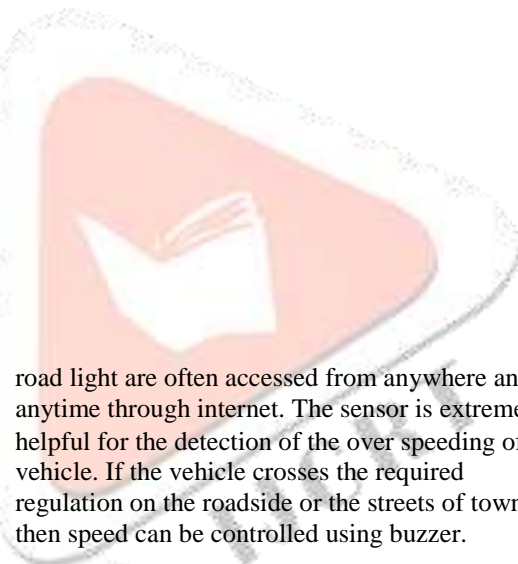 road light are often accessed from anywhere an
anytime through internet. The sensor is extreme
helpful for the detection of the over speeding o
vehicle. If the vehicle crosses the required
regulation on the roadside or the streets of town
then speed can be controlled using buzzer.
IJCRT